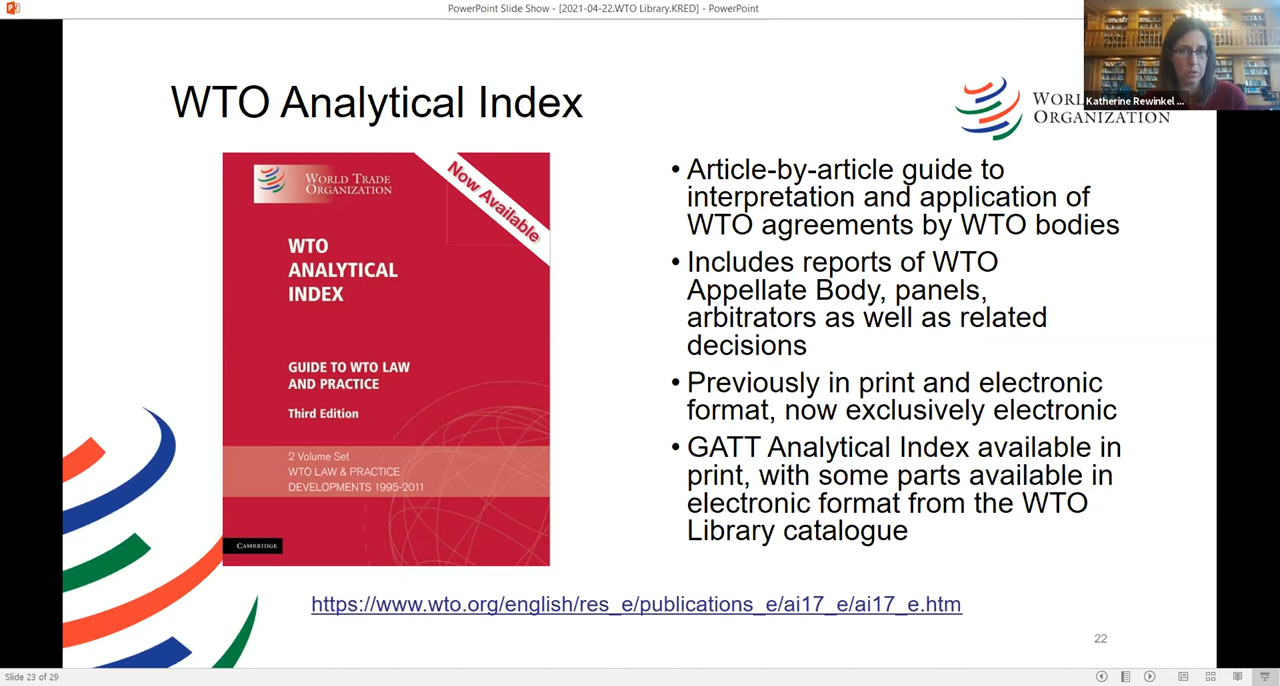 PowerPoint Slide Show - [2021-04-22.WTO Library.KRED] - PowerPoint
Katherine Rewinkel ...
WTO Analytical Index
WORL
ORGANIZATION
WORLD TRADE
ORGANIZATION
Now Available
WTO
ANALYTICAL
INDEX
GUIDE TO WTO LAW
AND PRACTICE
Third Edition
2 Volume Set
WTO LAW & PRACTICE
DEVELOPMENTS 1995-2011
CAMBRIDGE
• Article-by-article guide to
interpretation and application of
WTO agreements by WTO bodies
• Includes reports of WTO
Appellate Body, panels,
arbitrators as well as related
decisions
• Previously in print and electronic
format, now exclusively electronic
• GATT Analytical Index available in
print, with some parts available in
electronic format from the WTO
Library catalogue
https://www.wto.org/english/res_e/publications_e/ai17_e/ai17_e.htm
22
Slide 23 of 29